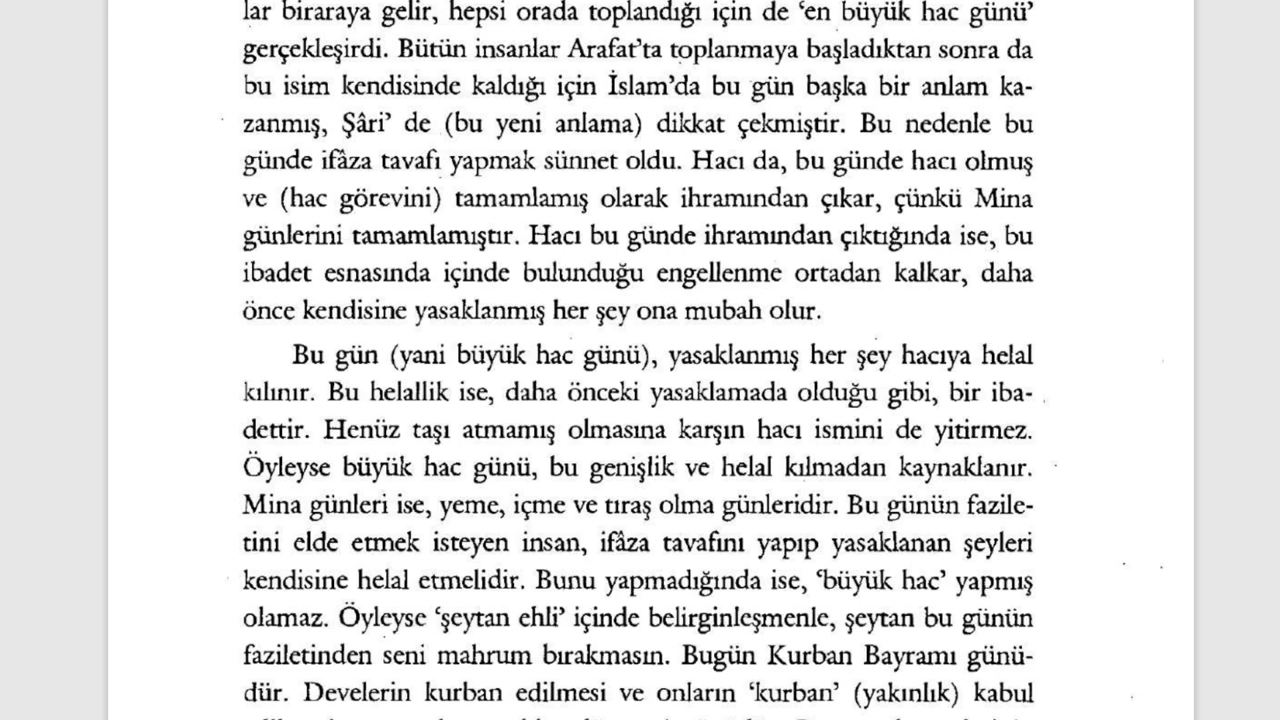 lar biraraya gelir, hepsi orada toplandığı için de ‘en büyük hac günü’
gerçekleşirdi. Bütün insanlar Arafat’ta toplanmaya başladıktan sonra da
bu isim kendisinde kaldığı için İslam’da bu gün başka bir anlam ka-
zanmış, Şâri’ de (bu yeni anlama) dikkat çekmiştir. Bu nedenle bu
günde ifâza tavafı yapmak sünnet oldu. Hacı da, bu günde hacı olmuş
ve (hac görevini) tamamlamış olarak ihramından çıkar, çünkü Mina
günlerini tamamlamıştır. Hacı bu günde ihramından çıktığında ise, bu
ibadet esnasında içinde bulunduğu engellenme ortadan kalkar, daha
önce kendisine yasaklanmış her şey ona mubah olur.
Bu gün (yani büyük hac günü), yasaklanmış her şey hacıya helal
kılınır. Bu helallik ise, daha önceki yasaklamada olduğu gibi, bir iba-
dettir. Henüz taşı atmamış olmasına karşın hacı ismini de yitirmez.
Öyleyse büyük hac günü, bu genişlik ve helal kılmadan kaynaklanır.
Mina günleri ise, yeme, içme ve tıraş olma günleridir. Bu günün fazile-
tini elde etmek isteyen insan, ifâza tavafını yapıp yasaklanan şeyleri
kendisine helal etmelidir. Bunu yapmadığında ise, ‘büyük hac’ yapmış
olamaz. Öyleyse ‘şeytan ehli’ içinde belirginleşmenle, şeytan bu günün
faziletinden seni mahrum bırakmasın. Bugün Kurban Bayramı günü-
dür. Develerin kurban edilmesi ve onların ‘kurban’ (yakınlık) kabul